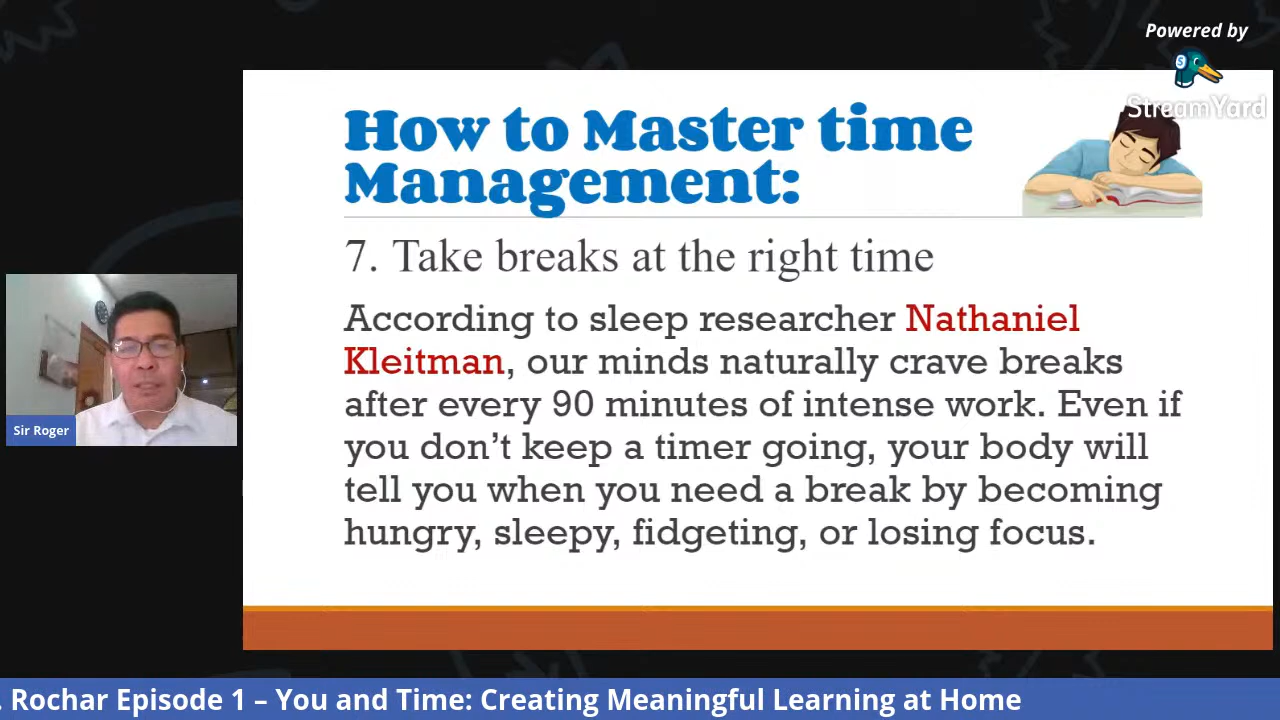 Powered by
StreamYard
How to Master time
Management:
7. Take breaks at the right time
According to sleep researcher Nathaniel
Kleitman, our minds naturally crave breaks
after every 90 minutes of intense work. Even if
you don’t keep a timer going, your body will
tell you when you need a break by becoming
hungry, sleepy, fidgeting, or losing focus.
Sir Roger
. Rochar Episode 1 – You and Time: Creating Meaningful Learning at Home